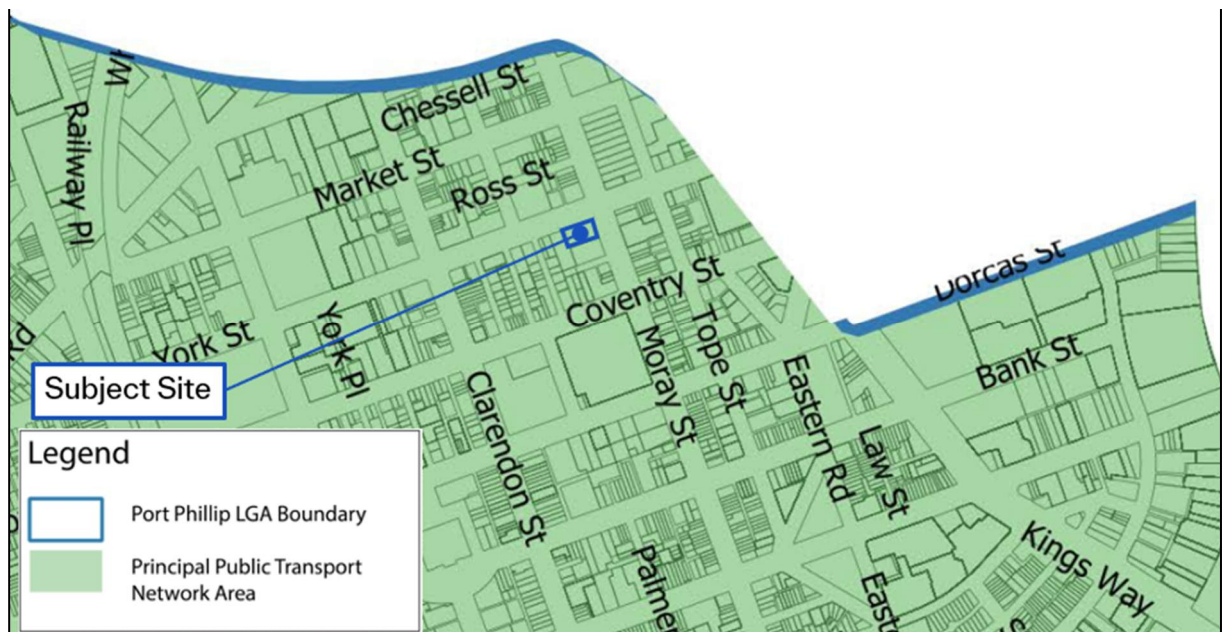 Chessell St
Railway Pl
Market St
Ross St
Dorcas St
Coventry St
York St
York Pl
Rd
Tope St
Moray St
Bank St
Subject Site
Clarendon St
Eastern Rd
Law St
Legend
Port Phillip LGA Boundary
Principal Public Transport
Network Area
Kings Way
Palmer
Easte